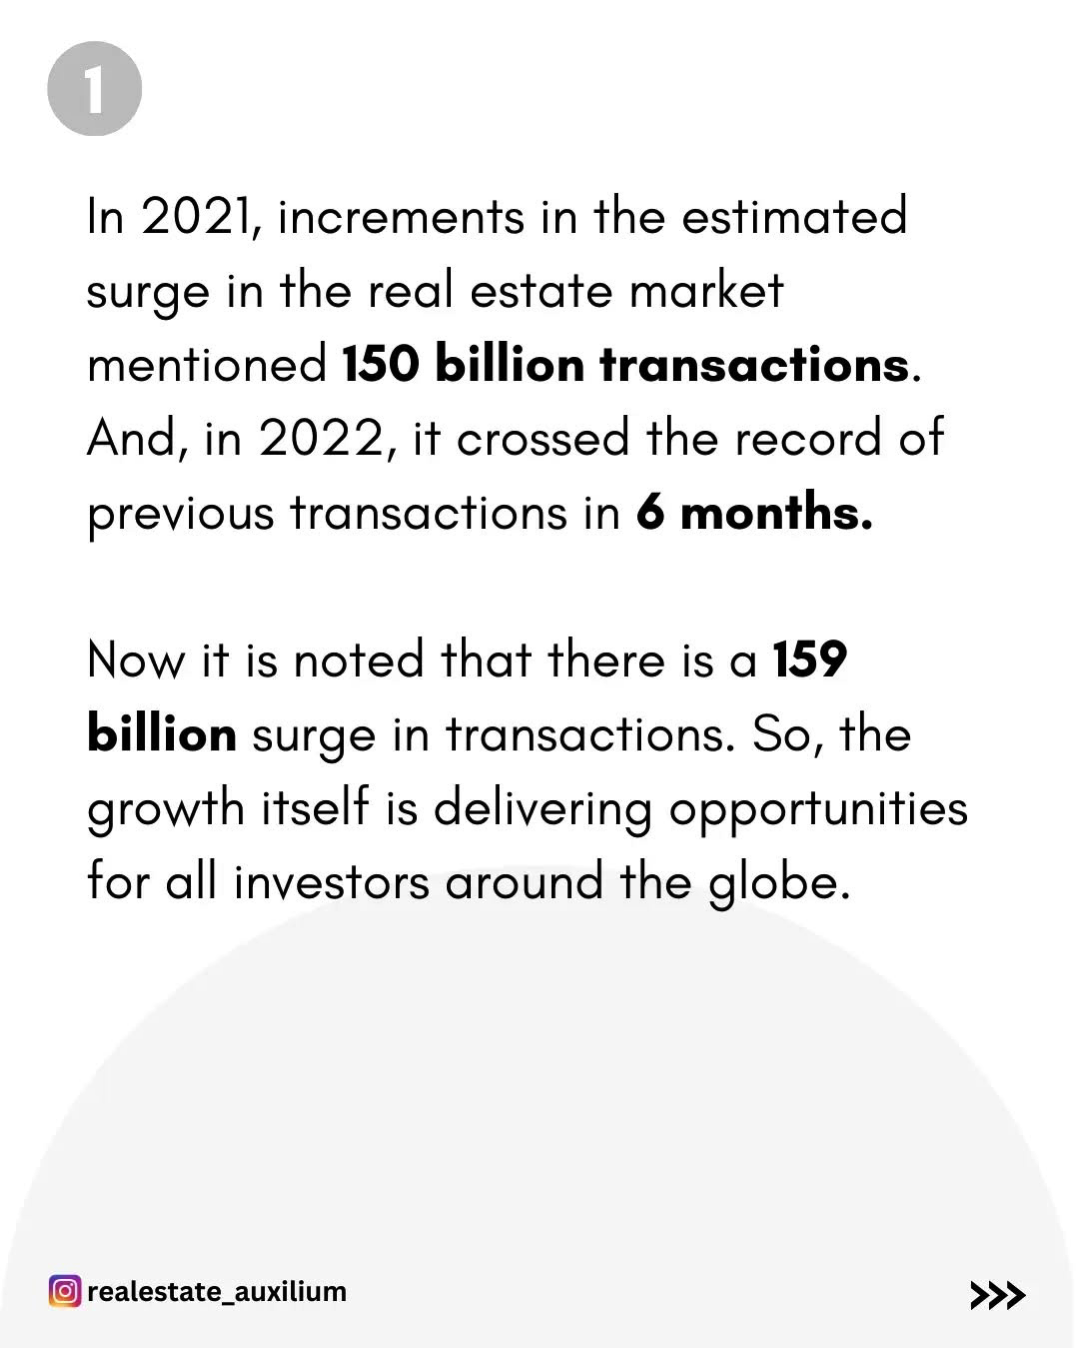 1
In 2021, increments in the estimated
surge in the real estate market
mentioned 150 billion transactions.
And, in 2022, it crossed the record of
previous transactions in 6 months.
Now it is noted that there is a 159
billion surge in transactions. So, the
growth itself is delivering opportunities
for all investors around the globe.
realestate_auxilium